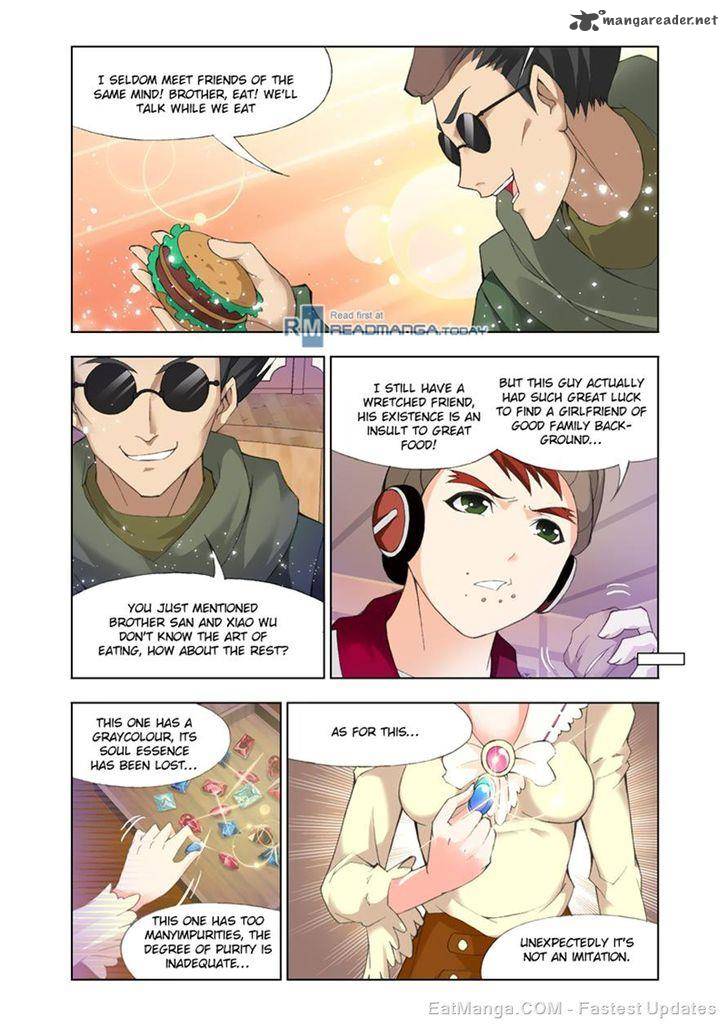 mangareader.net
I SELDOM MEET FRIENDS OF THE
SAME MIND! BROTHER, EAT! WE'LL
TALK WHILE WE EAT
RM
Read first at
READMANGA.TODAY
I STILL HAVE A
WRETCHED FRIEND,
HIS EXISTENCE IS AN
INSULT TO GREAT
FOOD!
BUT THIS GUY ACTUALLY
HAD SUCH GREAT LUCK
TO FIND A GIRLFRIEND OF
GOOD FAMILY BACK-
GROUND...
YOU JUST MENTIONED
BROTHER SAN AND XIAO WU
DON'T KNOW THE ART OF
EATING, HOW ABOUT THE REST?
THIS ONE HAS A
GRAYCOLOUR, ITS
SOUL ESSENCE
HAS BEEN LOST...
THIS ONE HAS TOO
MANYIMPURITIES, THE
DEGREE OF PURITY IS
INADEQUATE...
AS FOR THIS...
UNEXPECTEDLY IT'S
NOT AN IMITATION.
EatManga.COM - Fastest Updates